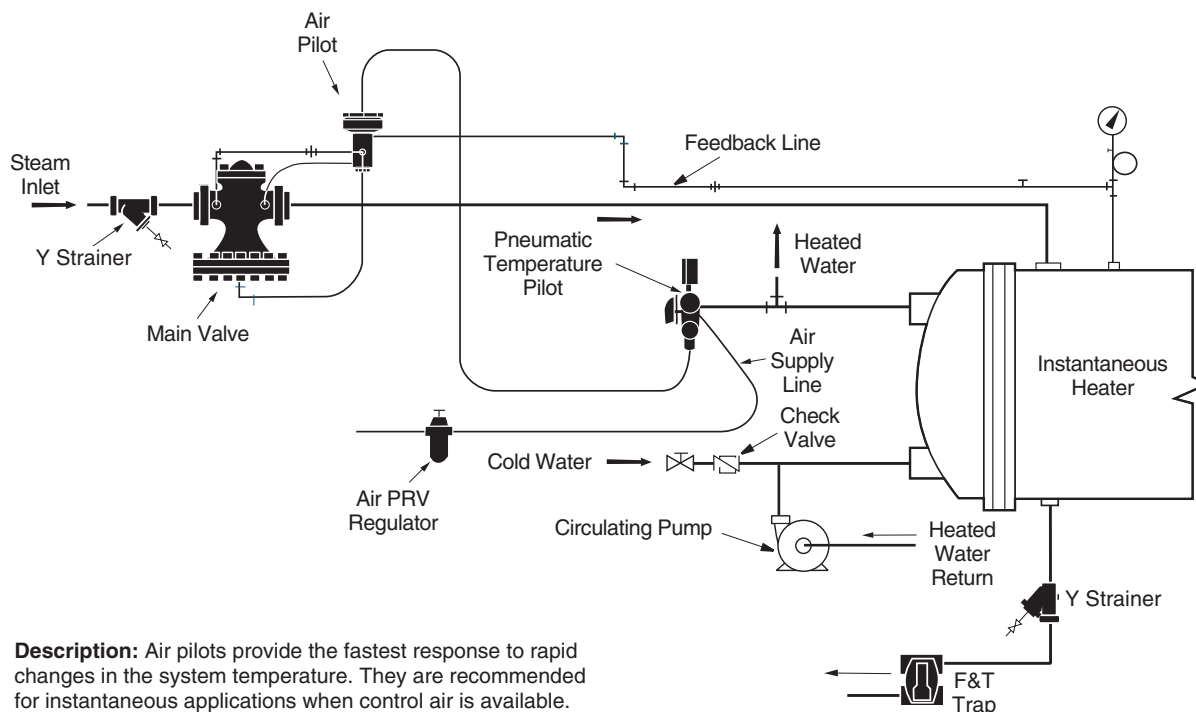 Air
Pilot
Steam
Inlet
Feedback Line
Y Strainer
Pneumatic
Temperature
Pilot
Heated
Water
Main Valve
Air
Supply
Line
Instantaneous
Heater
Check
Valve
Cold Water
Air PRV
Regulator
Circulating Pump
Heated
Water
Return
Y Strainer
Description: Air pilots provide the fastest response to rapid
changes in the system temperature. They are recommended
for instantaneous applications when control air is available.
F&T
Trap